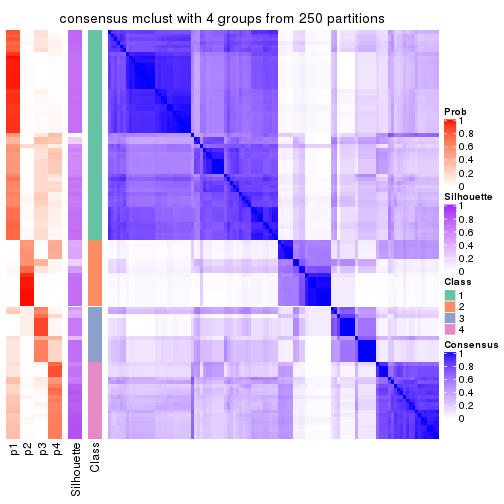 consensus mclust with 4 groups from 250 partitions
Prob
1
0.8
0.6
0.4
0.2
0
Silhouette
1
0.8
0.6
0.4
0.2
0
Class
1
2
3
4
Consensus
1
0.8
0.6
0.4
0.2
0
p1
p2
p3
p4
Silhouette
Class